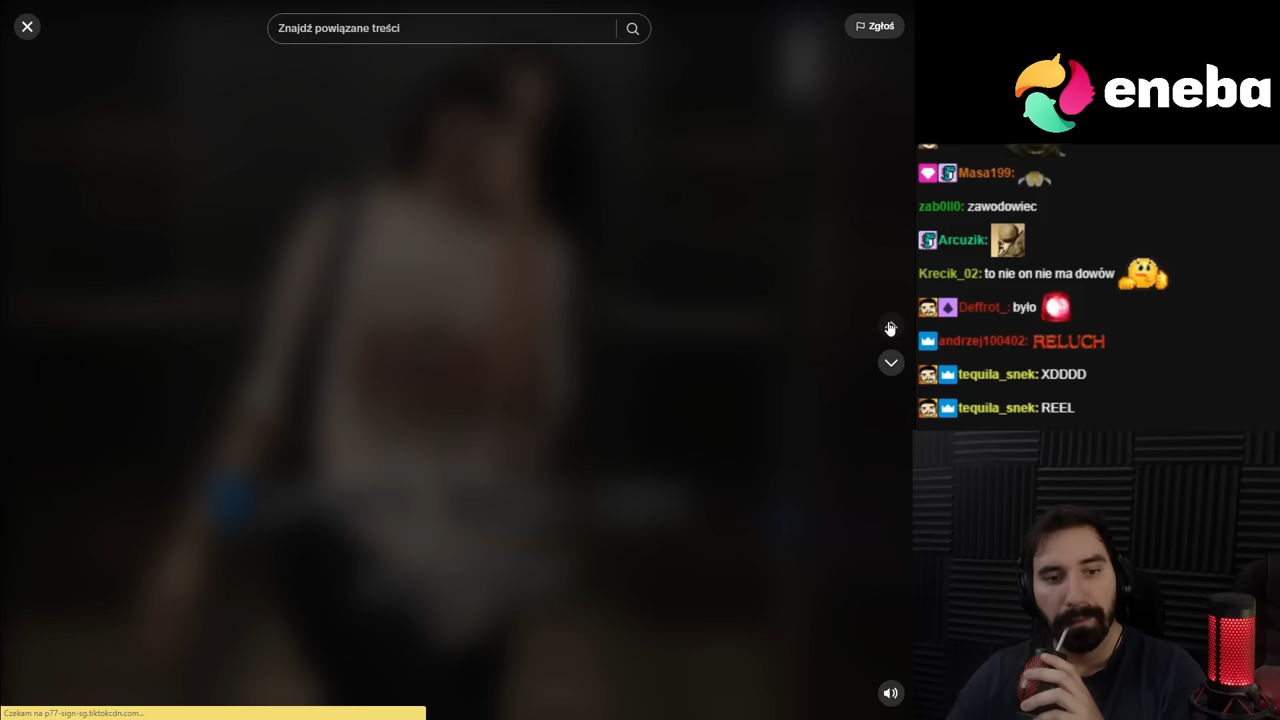 Znajdź powiązane treści
Zgłoś
eneba
Masa199:
zab0ll0: zawodowiec
Arcuzik:
Krecik_02: to nie on nie ma dowów
Deffrot_: było
andrzej100402: RELUCH
tequila_snek: XDDDD
tequila_snek: REEL
Czekam na p77-sign-sg.tiktokcdn.com...